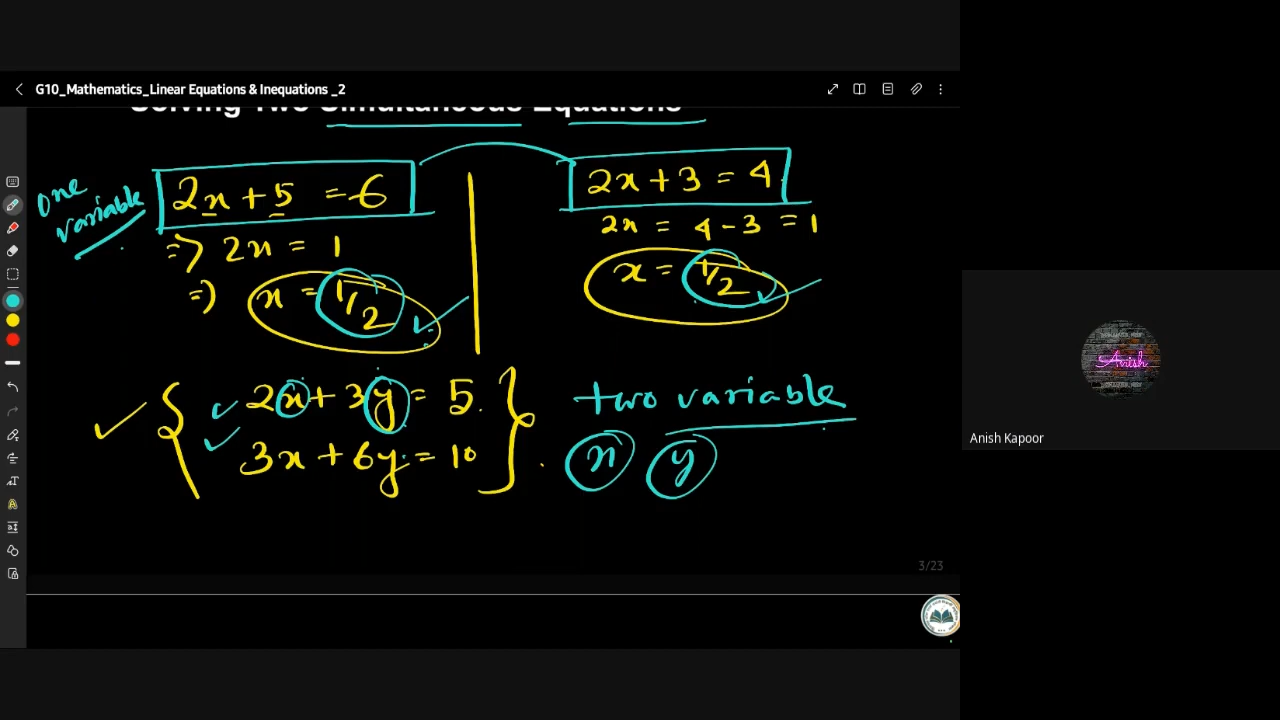 G10_Mathematics_Linear Equations & Inequations _2
Solving Two Simultaneous Equations
one variable
2x + 5 = 6
=> 2x = 1
=> x = 1/2
2x + 3 = 4
2x = 4 - 3 = 1
x = 1/2
2x + 3y = 5.
3x + 6y = 10
two variable
x y
3/23
Anish
Anish Kapoor